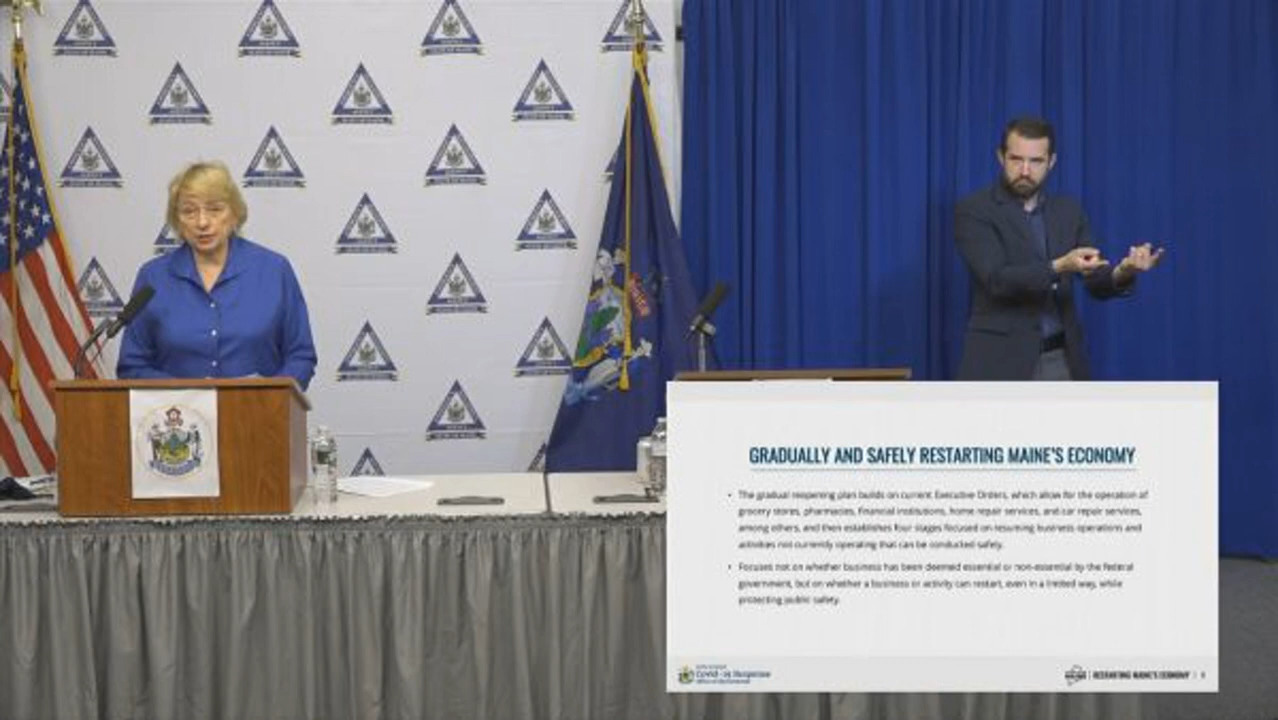 GRADUALLY AND SAFELY RESTARTING MAINE'S ECONOMY
• The gradual reopening plan builds on current Executive Orders, which allow for the operation of
grocery stores, pharmacies, financial institutions, home repair services, and car repair services,
among others, and then establishes four stages focused on resuming business operations and
activities not currently operating that can be conducted safely.
• Focuses not on whether business has been deemed essential or non-essential by the federal
government, but on whether a business or activity can restart, even in a limited way, while
protecting public safety.
Covid-19 Response
RESTARTING MAINE'S ECONOMY